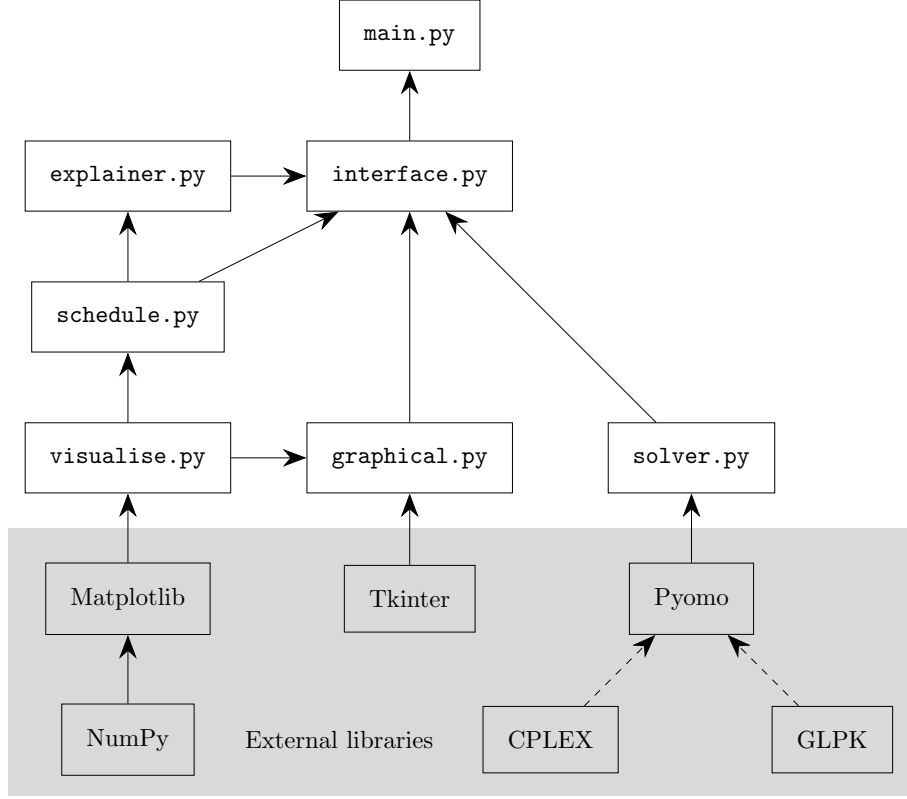 main.py
explainer.py
interface.py
schedule.py
visualise.py
graphical.py
solver.py
Matplotlib
Tkinter
Pyomo
NumPy
External libraries
CPLEX
GLPK